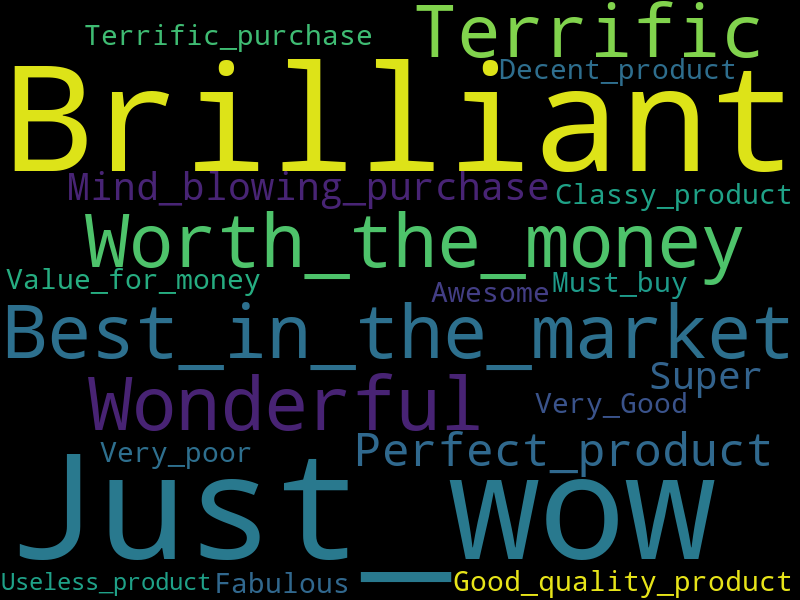 Terrific
Terrific_purchase
Decent_product
Brilliant
Mind_blowing_purchase
Classy_product
Worth_the_money
Value_for_money
Awesome
Must_buy
Best_in_the_market
Super
Wonderful
Very_Good
Very_poor
Perfect_product
Just_wow
Useless_product
Fabulous
Good_quality_product